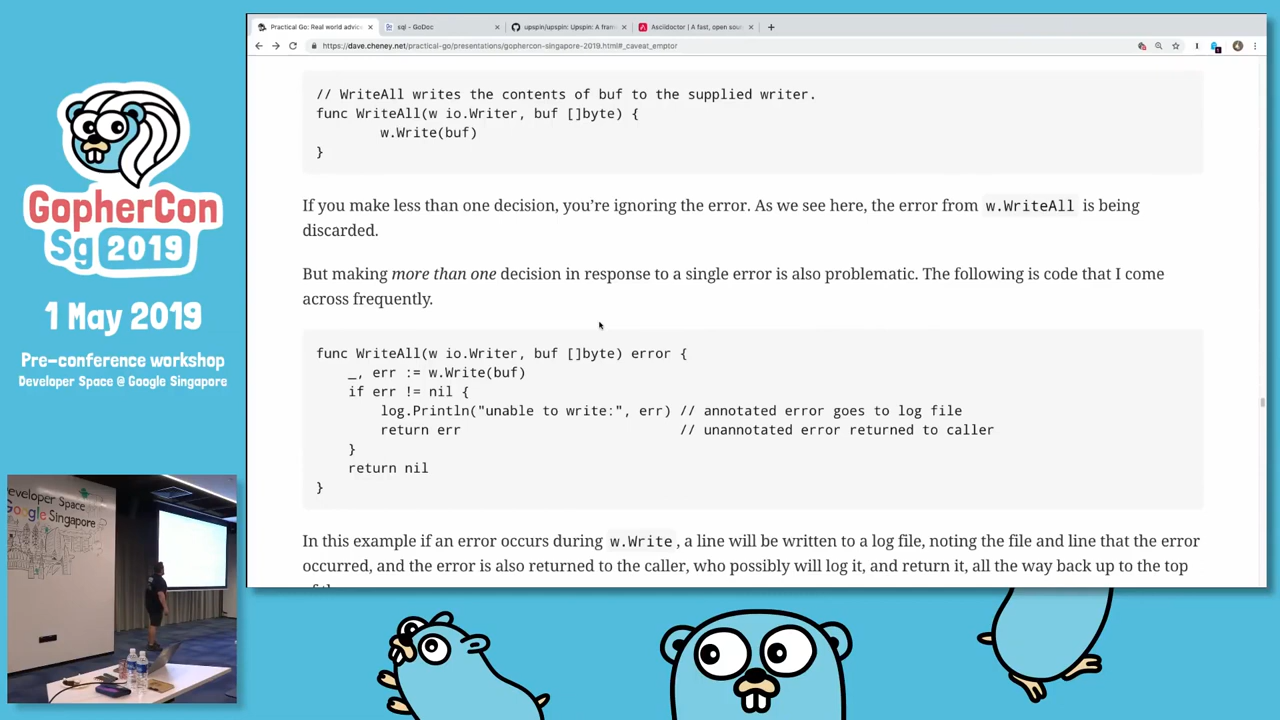 GopherCon
Sg 2019
1 May 2019
Pre-conference workshop
Developer Space @ Google Singapore
Developer Space
Google Singapore
Practical Go: Real world advice
sql - GoDoc
upspin/upspin: Upspin: A fram
Asciidoctor | A fast, open sour
https://dave.cheney.net/practical-go/presentations/gophercon-singapore-2019.html#_caveat_emptor
// WriteAll writes the contents of buf to the supplied writer.
func WriteAll(w io.Writer, buf []byte) {
w.Write(buf)
}
If you make less than one decision, you’re ignoring the error. As we see here, the error from w.WriteAll is being
discarded.
But making more than one decision in response to a single error is also problematic. The following is code that I come
across frequently.
func WriteAll(w io.Writer, buf []byte) error {
_, err := w.Write(buf)
if err != nil {
log.Println("unable to write:", err) // annotated error goes to log file
return err // unannotated error returned to caller
}
return nil
}
In this example if an error occurs during w.Write, a line will be written to a log file, noting the file and line that the error
occurred, and the error is also returned to the caller, who possibly will log it, and return it, all the way back up to the top